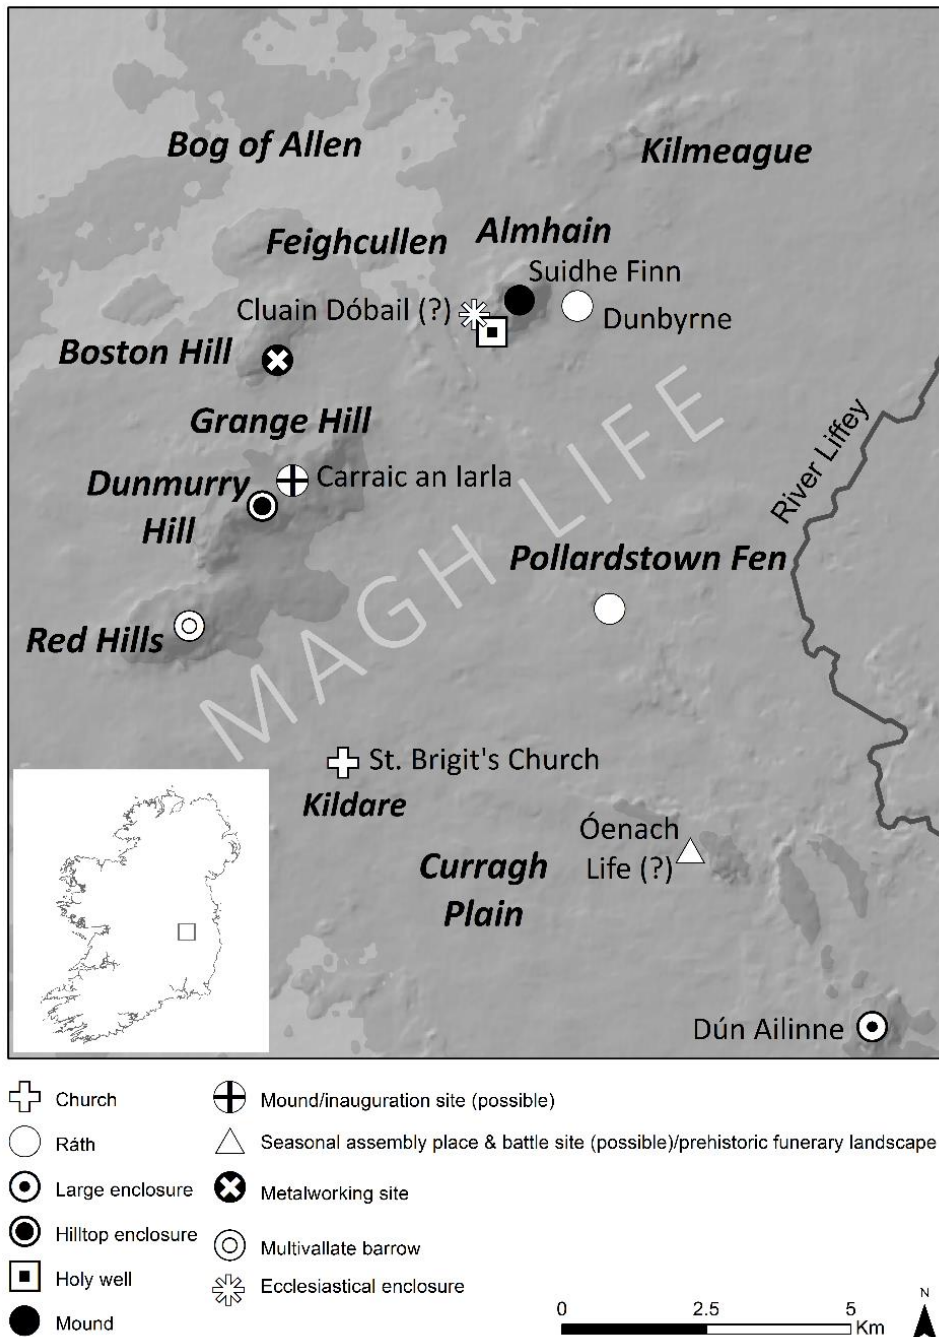 Bog of Allen
Kilmeague
Feighcullen
Almhain
Suidhe Finn
Cluain Dóbail (?)
Dunbyrne
Boston Hill
Grange Hill
MAGH LIFE
River Liffey
Dunmurry
Hill
Carraic an Iarla
Pollardstown Fen
Red Hills
St. Brigit's Church
Kildare
Óenach
Life (?)
Curragh
Plain
Dún Ailinne
Church
Ráth
Large enclosure
Hilltop enclosure
Holy well
Mound
Mound/inauguration site (possible)
Seasonal assembly place & battle site (possible)/prehistoric funerary landscape
Metalworking site
Multivallate barrow
Ecclesiastical enclosure
0 2.5 5
Km
N